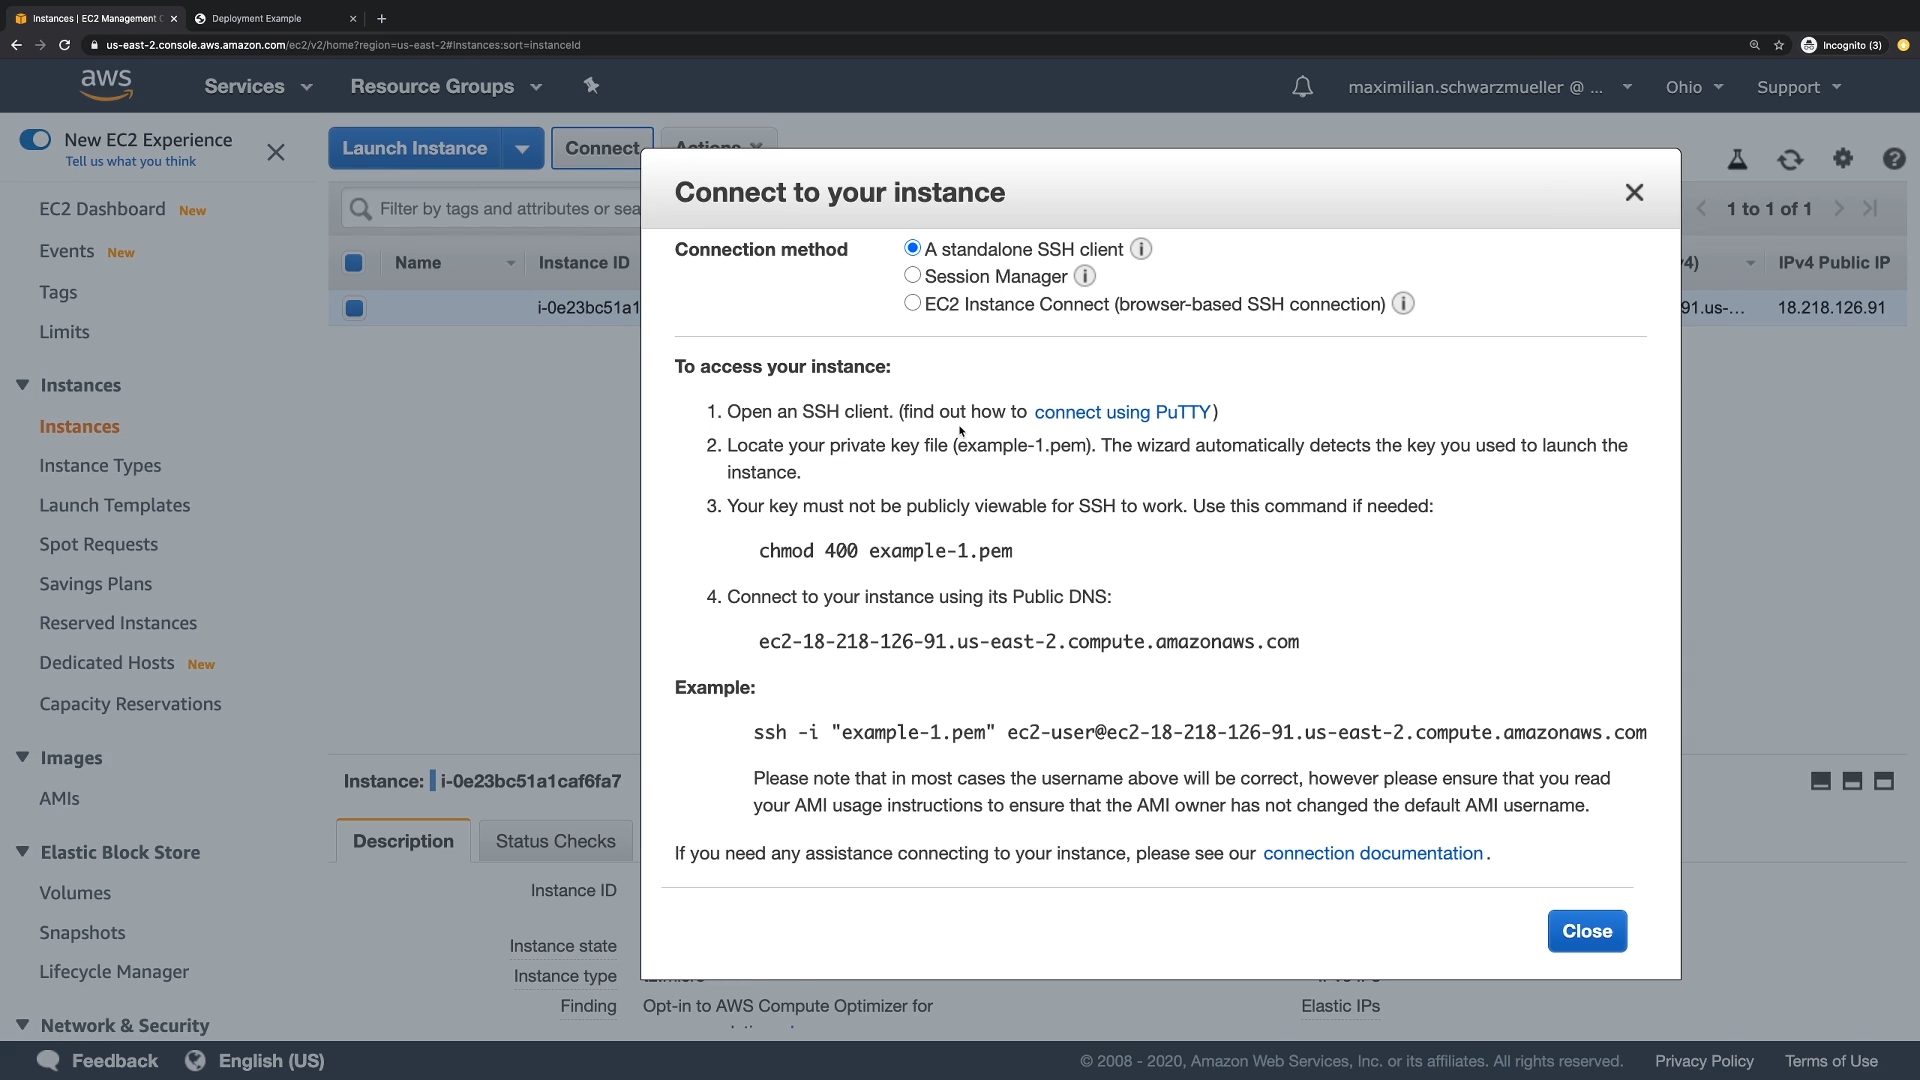 Instances | EC2 Management C
Deployment Example
us-east-2.console.aws.amazon.com/ec2/v2/home?region=us-east-2#Instances:sort=instanceId
Incognito (3)
aws
Services
Resource Groups
maximilian.schwarzmueller @ ...
Ohio
Support
New EC2 Experience
Tell us what you think
EC2 Dashboard New
Events New
Tags
Limits
Instances
Instances
Instance Types
Launch Templates
Spot Requests
Savings Plans
Reserved Instances
Dedicated Hosts New
Capacity Reservations
Images
AMIs
Elastic Block Store
Volumes
Snapshots
Lifecycle Manager
Network & Security
Launch Instance
Connect
Actions
Filter by tags and attributes or sea
1 to 1 of 1
Name
Instance ID
v4)
IPv4 Public IP
i-0e23bc51a1
91.us-...
18.218.126.91
Connect to your instance
Connection method
A standalone SSH client
Session Manager
EC2 Instance Connect (browser-based SSH connection)
To access your instance:
1. Open an SSH client. (find out how to connect using PuTTY)
2. Locate your private key file (example-1.pem). The wizard automatically detects the key you used to launch the
instance.
3. Your key must not be publicly viewable for SSH to work. Use this command if needed:
chmod 400 example-1.pem
4. Connect to your instance using its Public DNS:
ec2-18-218-126-91.us-east-2.compute.amazonaws.com
Example:
ssh -i "example-1.pem" ec2-user@ec2-18-218-126-91.us-east-2.compute.amazonaws.com
Please note that in most cases the username above will be correct, however please ensure that you read
your AMI usage instructions to ensure that the AMI owner has not changed the default AMI username.
If you need any assistance connecting to your instance, please see our connection documentation.
Close
Instance: i-0e23bc51a1caf6fa7
Description
Status Checks
Instance ID
Instance state
Instance type
Finding
Opt-in to AWS Compute Optimizer for
Elastic IPs
Feedback
English (US)
© 2008 - 2020, Amazon Web Services, Inc. or its affiliates. All rights reserved.
Privacy Policy
Terms of Use